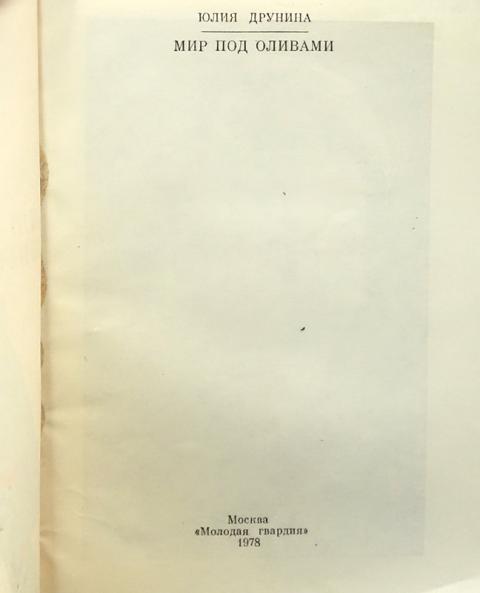 ЮЛИЯ ДРУНИНА
МИР ПОД ОЛИВАМИ
Москва
«Молодая гвардия»
1978